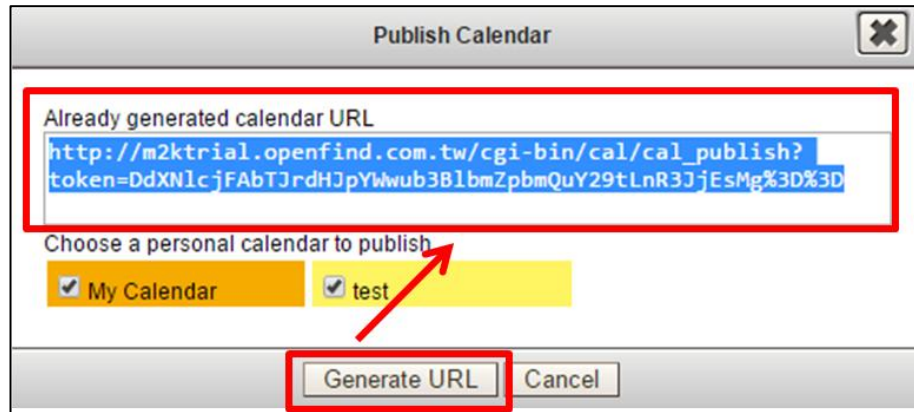 Publish Calendar
Already generated calendar URL
http://m2ktrial.openfind.com.tw/cgi-bin/cal/cal_publish?
token=DdXNlcjFAbTJrdHJpYWwub3BlbmZpbmQuY29tLnR3JjEsMg%3D%3D
Choose a personal calendar to publish
My Calendar test
Generate URL Cancel